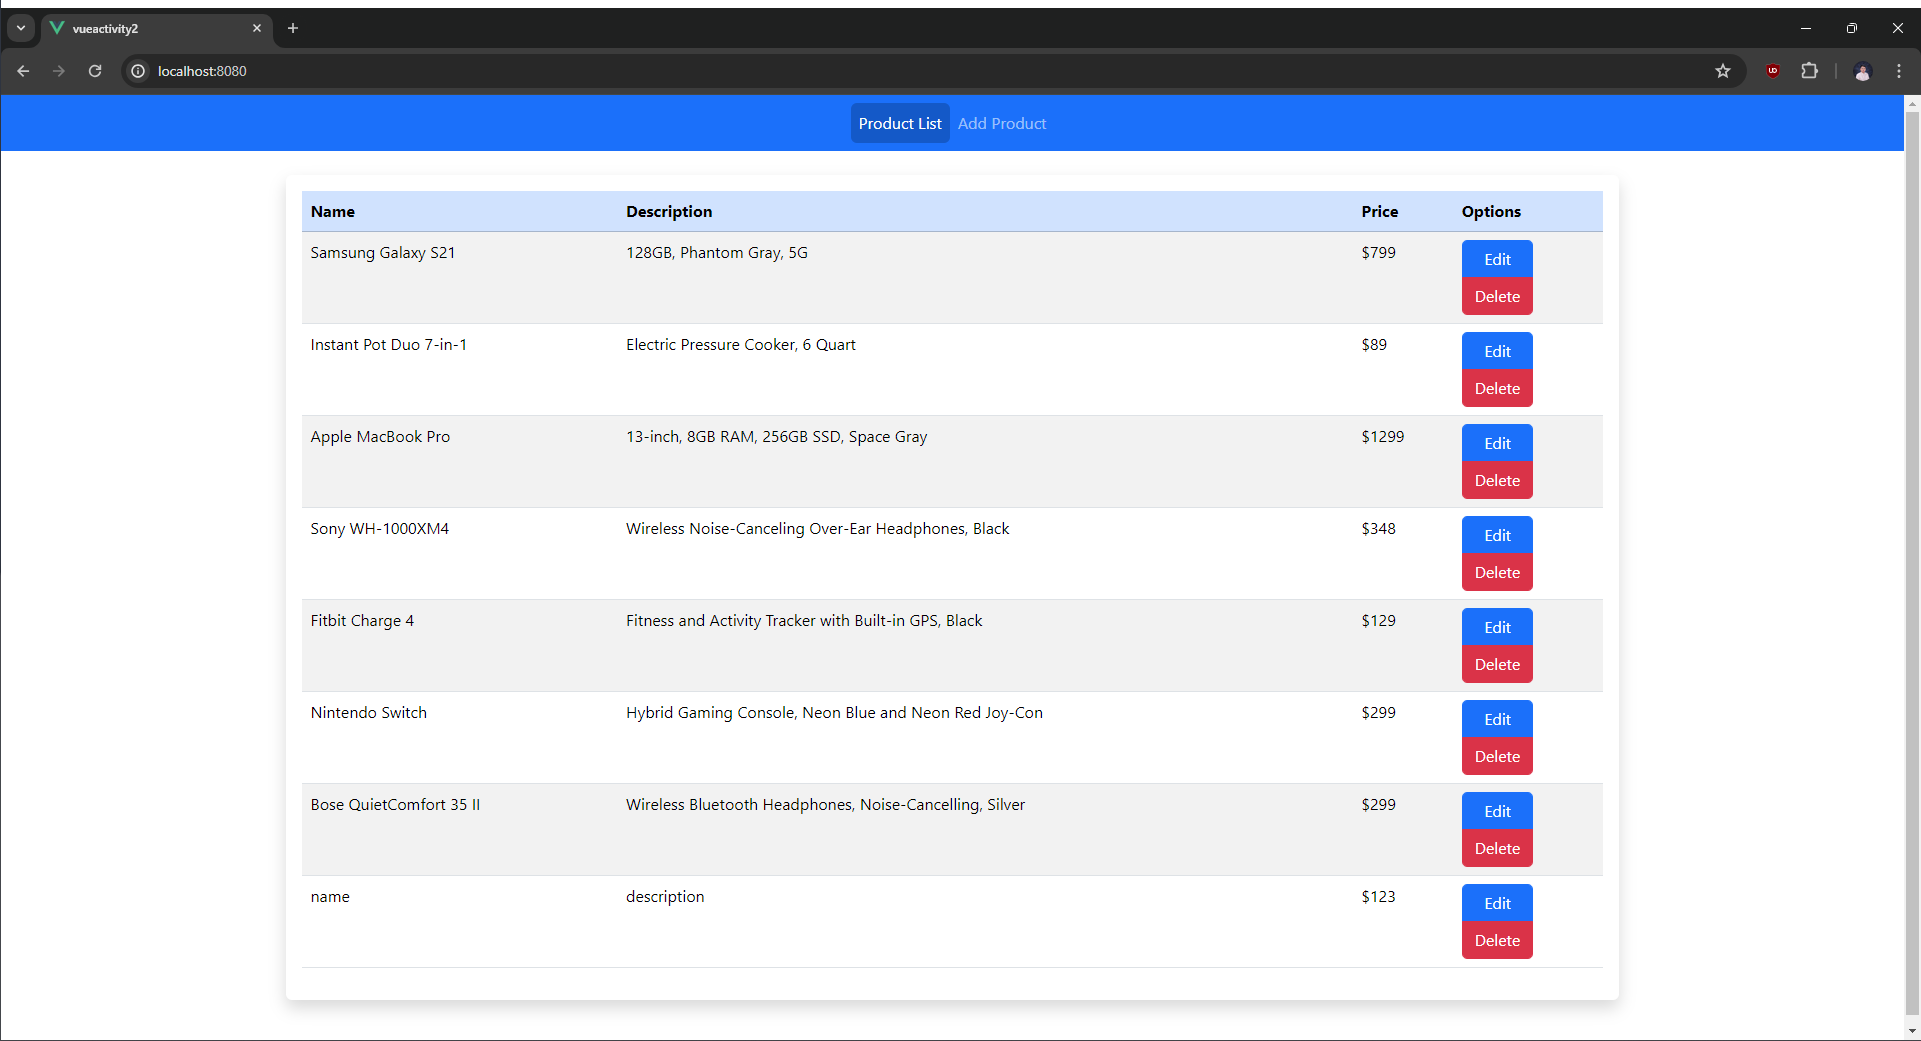 vueactivity2
localhost:8080
Product List Add Product
Name Description Price Options
Samsung Galaxy S21 128GB, Phantom Gray, 5G $799 Edit
Delete
Instant Pot Duo 7-in-1 Electric Pressure Cooker, 6 Quart $89 Edit
Delete
Apple MacBook Pro 13-inch, 8GB RAM, 256GB SSD, Space Gray $1299 Edit
Delete
Sony WH-1000XM4 Wireless Noise-Canceling Over-Ear Headphones, Black $348 Edit
Delete
Fitbit Charge 4 Fitness and Activity Tracker with Built-in GPS, Black $129 Edit
Delete
Nintendo Switch Hybrid Gaming Console, Neon Blue and Neon Red Joy-Con $299 Edit
Delete
Bose QuietComfort 35 II Wireless Bluetooth Headphones, Noise-Cancelling, Silver $299 Edit
Delete
name description $123 Edit
Delete